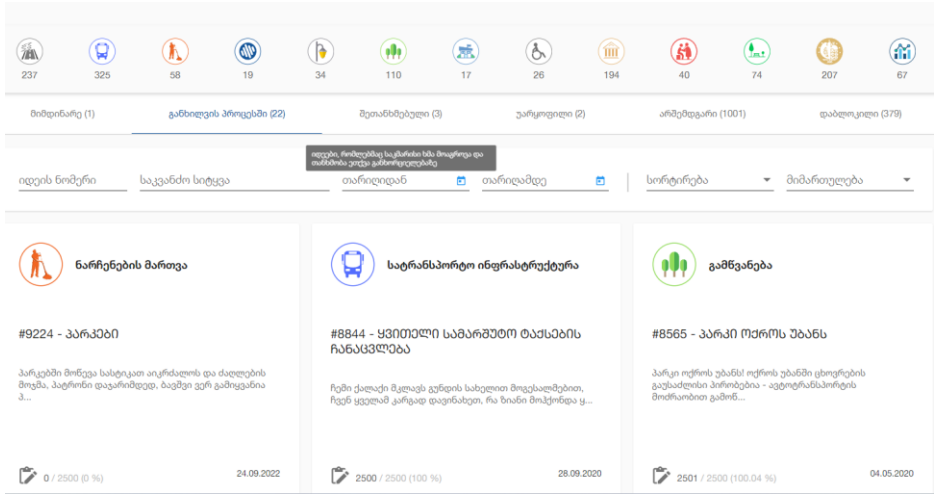 237 325 58 19 34 110 17 26 194 40 74 207 67
მიმდინარე (1) განხილვის პროცესში (22) შეთანხმებული (3) უარყოფილი (2) არშემდგარი (1001) დაბლოკილი (379)
იდეები, რომლებმაც საკმარისი ხმა მოაგროვა და
თანხმობა ეთქვა განხორციელებაზე
იდეის ნომერი საკვანძო სიტყვა თარიღიდან თარიღამდე სორტირება მიმართულება
ნარჩენების მართვა
#9224 - პარკები
პარკებში მოწევა სასტიკათ აიკრძალოს და ძაღლების
მოჯმა, პატრონი დაჯარიმდედ, ბავშვი ვერ გამიყვანია
პ...
0 / 2500 (0 %) 24.09.2022
სატრანსპორტო ინფრასტრუქტურა
#8844 - ყვითელი სამარშუტო ტაქსების
ჩანაცვლება
ჩემი ქალაქი მკლავს გუნდის სახელით მოგესალმებით,
ჩვენ ყველამ კარგად დავინახეთ, რა ზიანი მოჰქონდა ყ...
2500 / 2500 (100 %) 28.09.2020
გამწვანება
#8565 - პარკი ოქროს უბანს
პარკი ოქროს უბანს! ოქროს უბანში ცხოვრების
გაუსაძლისი პირობებია - ავტოტრანსპორტის
მოძრაობით გამოწ...
2501 / 2500 (100.04 %) 04.05.2020